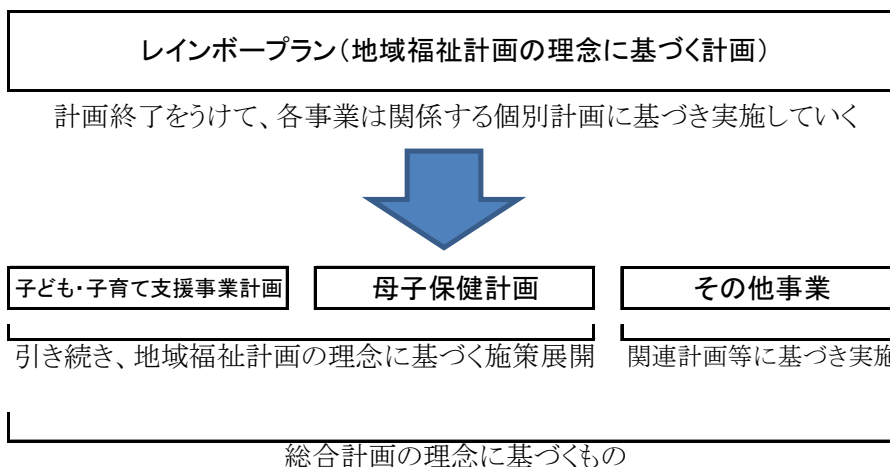 レインボープラン（地域福祉計画の理念に基づく計画）
計画終了をうけて、各事業は関係する個別計画に基づき実施していく
子ども・子育て支援事業計画
母子保健計画
その他事業
引き続き、地域福祉計画の理念に基づく施策展開
関連計画等に基づき実施
総合計画の理念に基づくもの